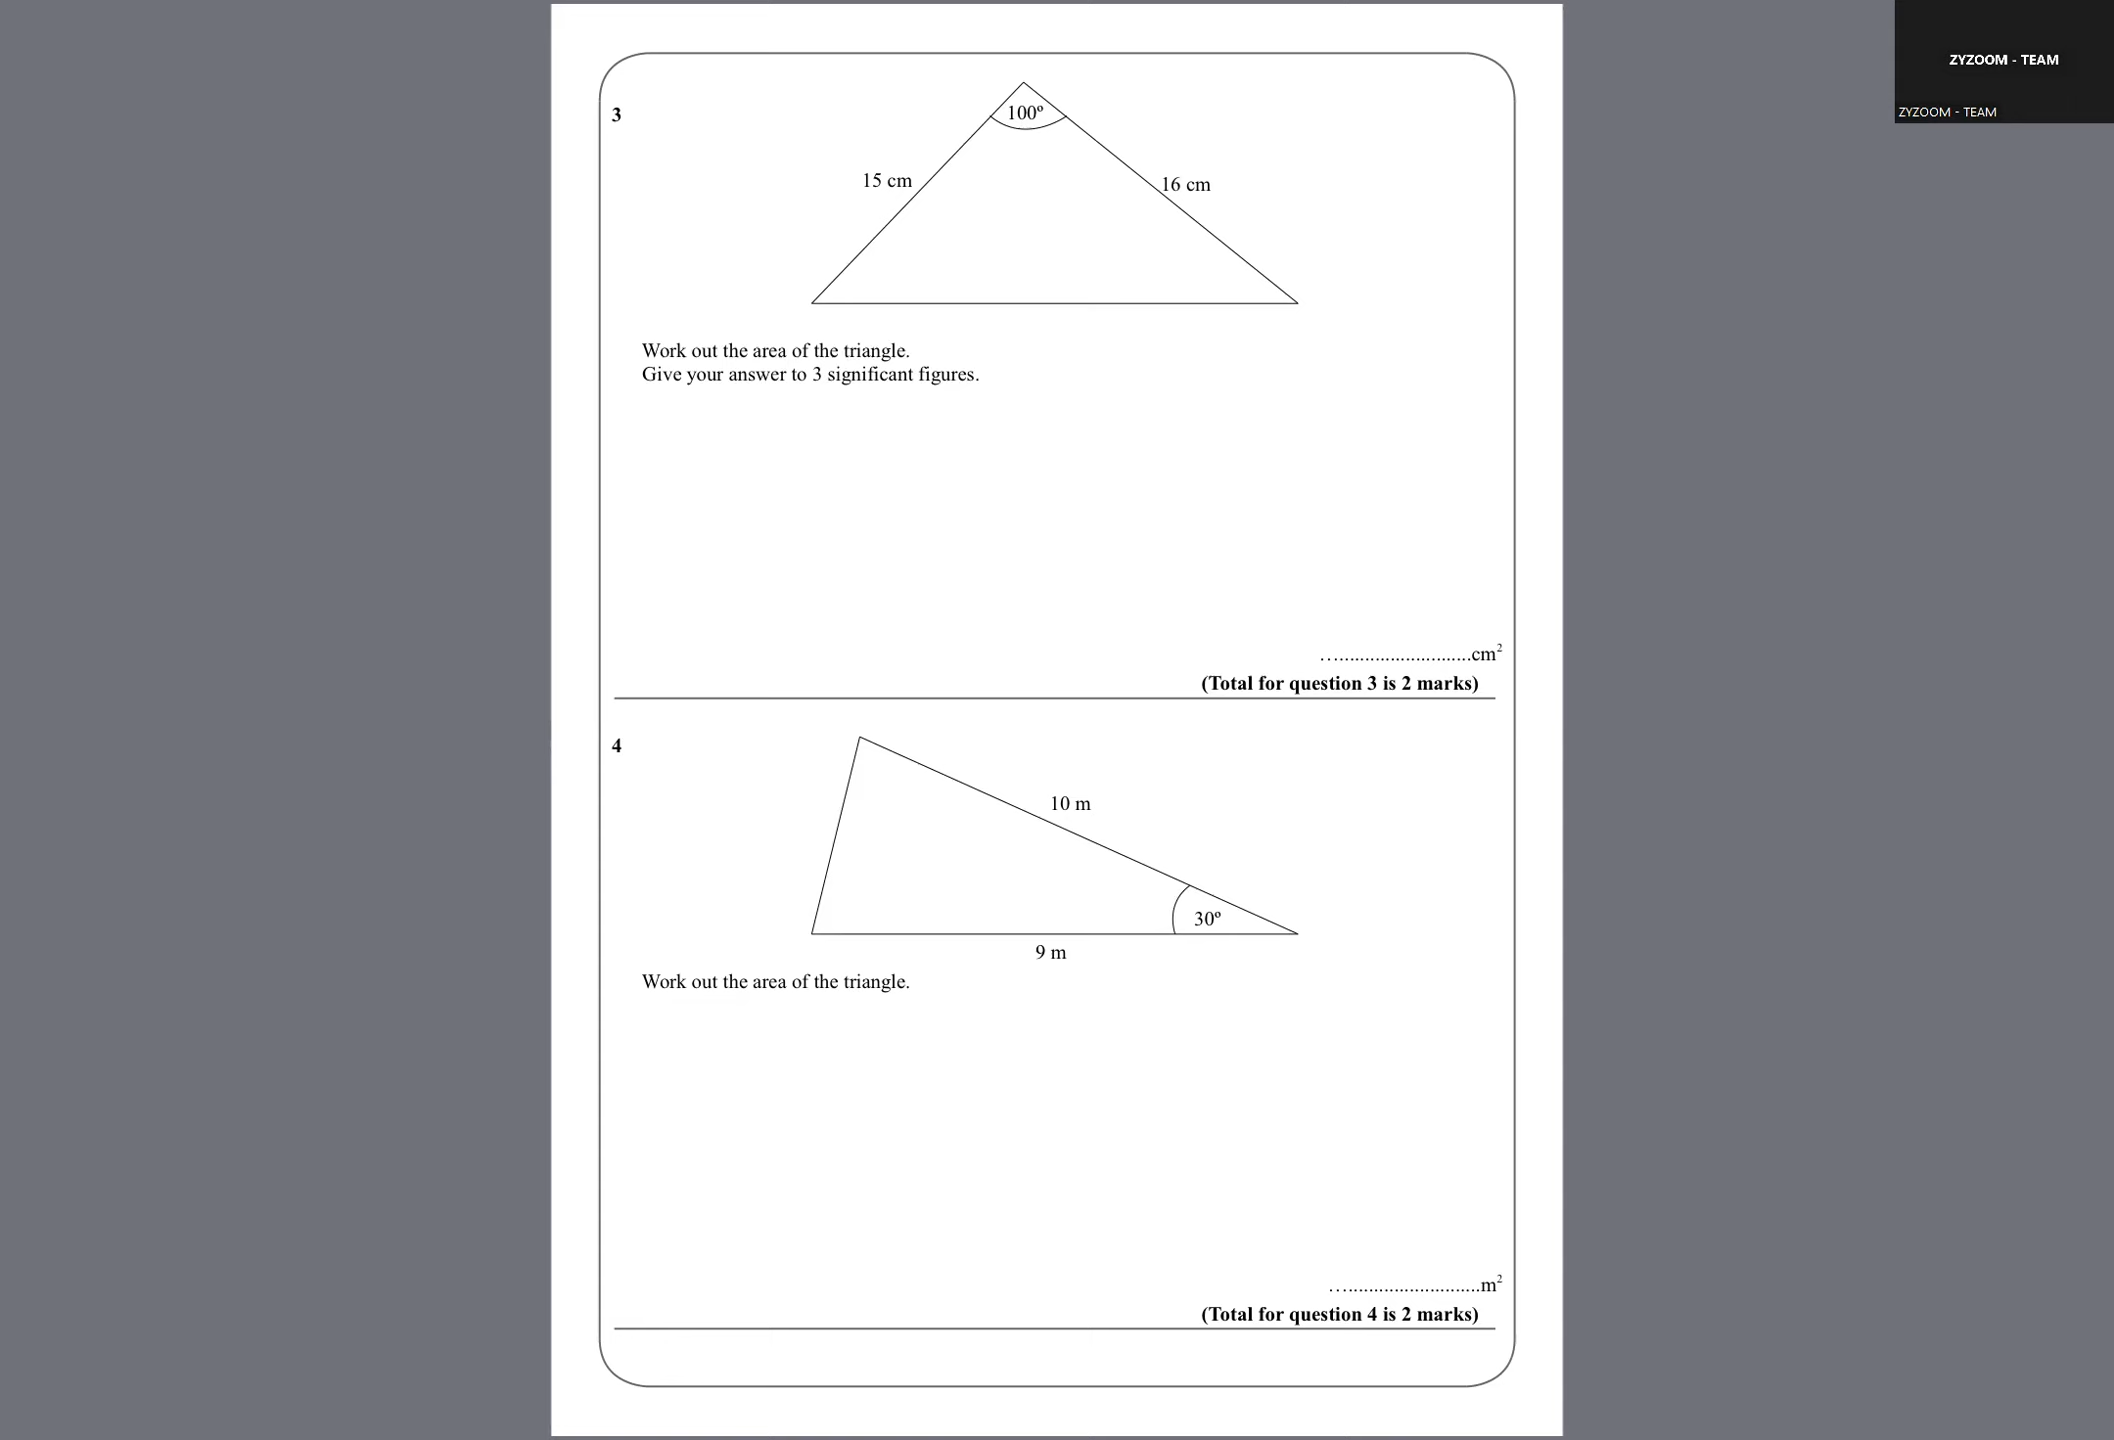 ZYZOOM - TEAM
ZYZOOM - TEAM
3
100º
15 cm
16 cm
Work out the area of the triangle.
Give your answer to 3 significant figures.
…..........................cm²
(Total for question 3 is 2 marks)
4
10 m
30º
9 m
Work out the area of the triangle.
…..........................m²
(Total for question 4 is 2 marks)